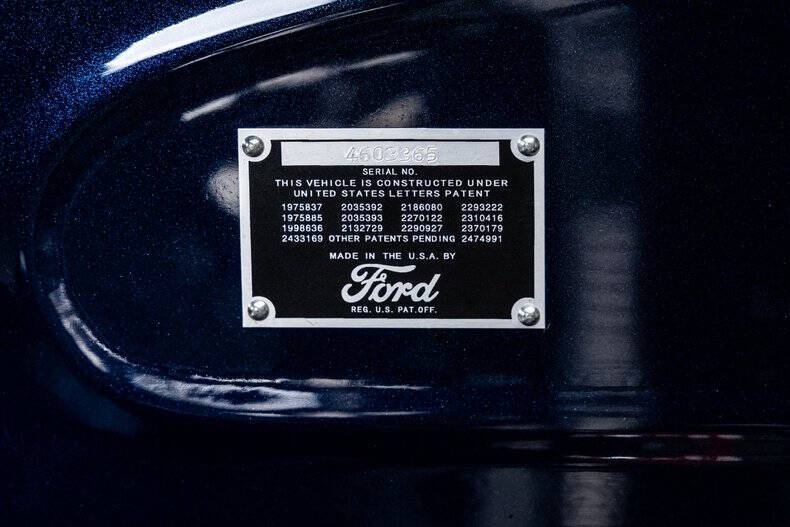 4603365
SERIAL NO.
THIS VEHICLE IS CONSTRUCTED UNDER
UNITED STATES LETTERS PATENT
1975837 2035392 2186080 2293222
1975885 2035393 2270122 2310416
1998636 2132729 2290927 2370179
2433169 OTHER PATENTS PENDING 2474991
MADE IN THE U.S.A. BY
Ford
REG. U.S. PAT. OFF.